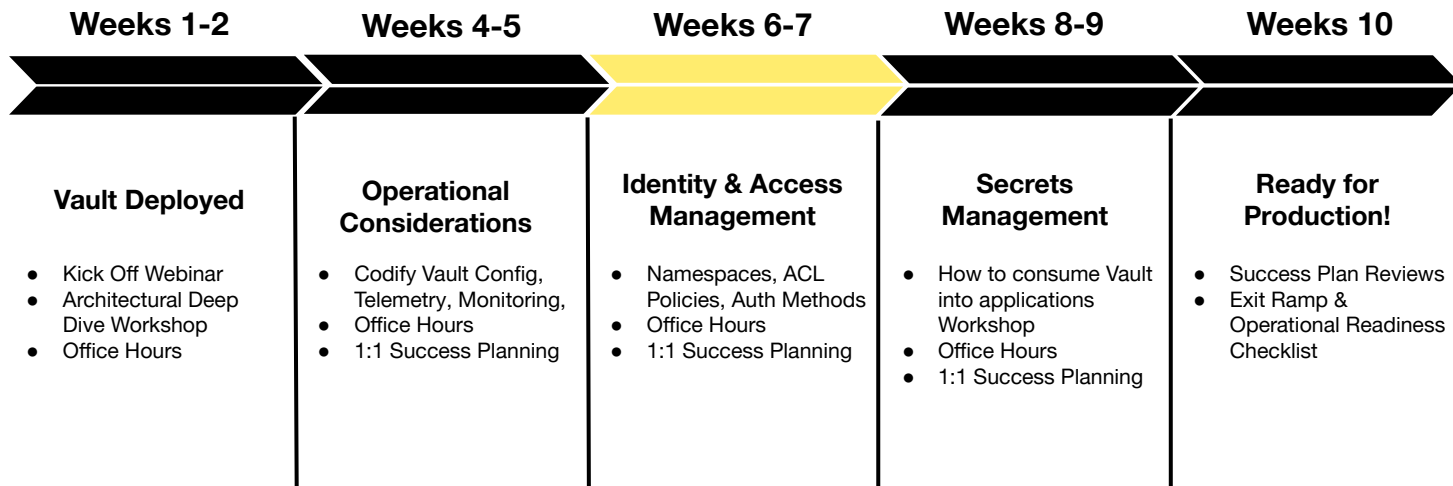 Weeks 1-2
Weeks 4-5
Weeks 6-7
Weeks 8-9
Weeks 10
Vault Deployed
● Kick Off Webinar
● Architectural Deep
Dive Workshop
● Office Hours
Operational
Considerations
● Codify Vault Config,
Telemetry, Monitoring,
● Office Hours
● 1:1 Success Planning
Identity & Access
Management
● Namespaces, ACL
Policies, Auth Methods
● Office Hours
● 1:1 Success Planning
Secrets
Management
● How to consume Vault
into applications
Workshop
● Office Hours
● 1:1 Success Planning
Ready for
Production!
● Success Plan Reviews
● Exit Ramp &
Operational Readiness
Checklist